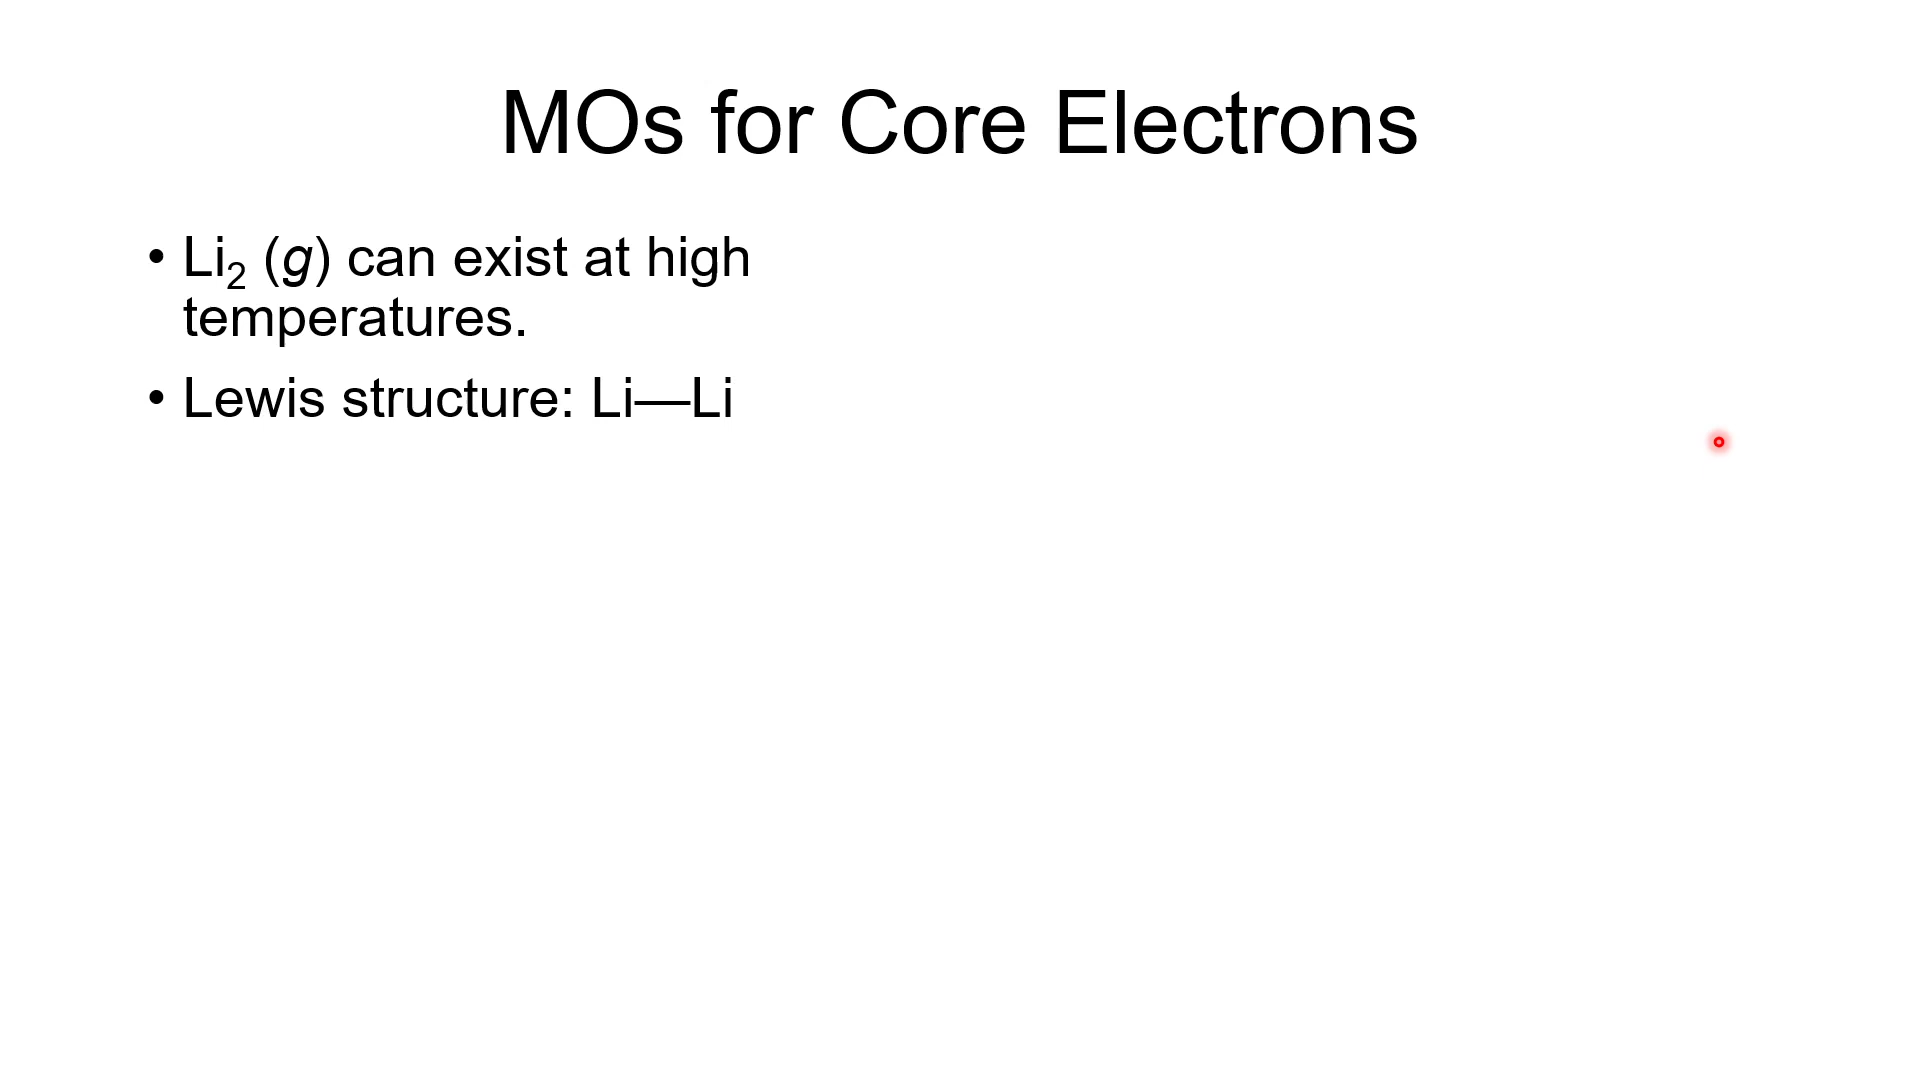 MOs for Core Electrons
• Li₂ (g) can exist at high
temperatures.
• Lewis structure: Li—Li